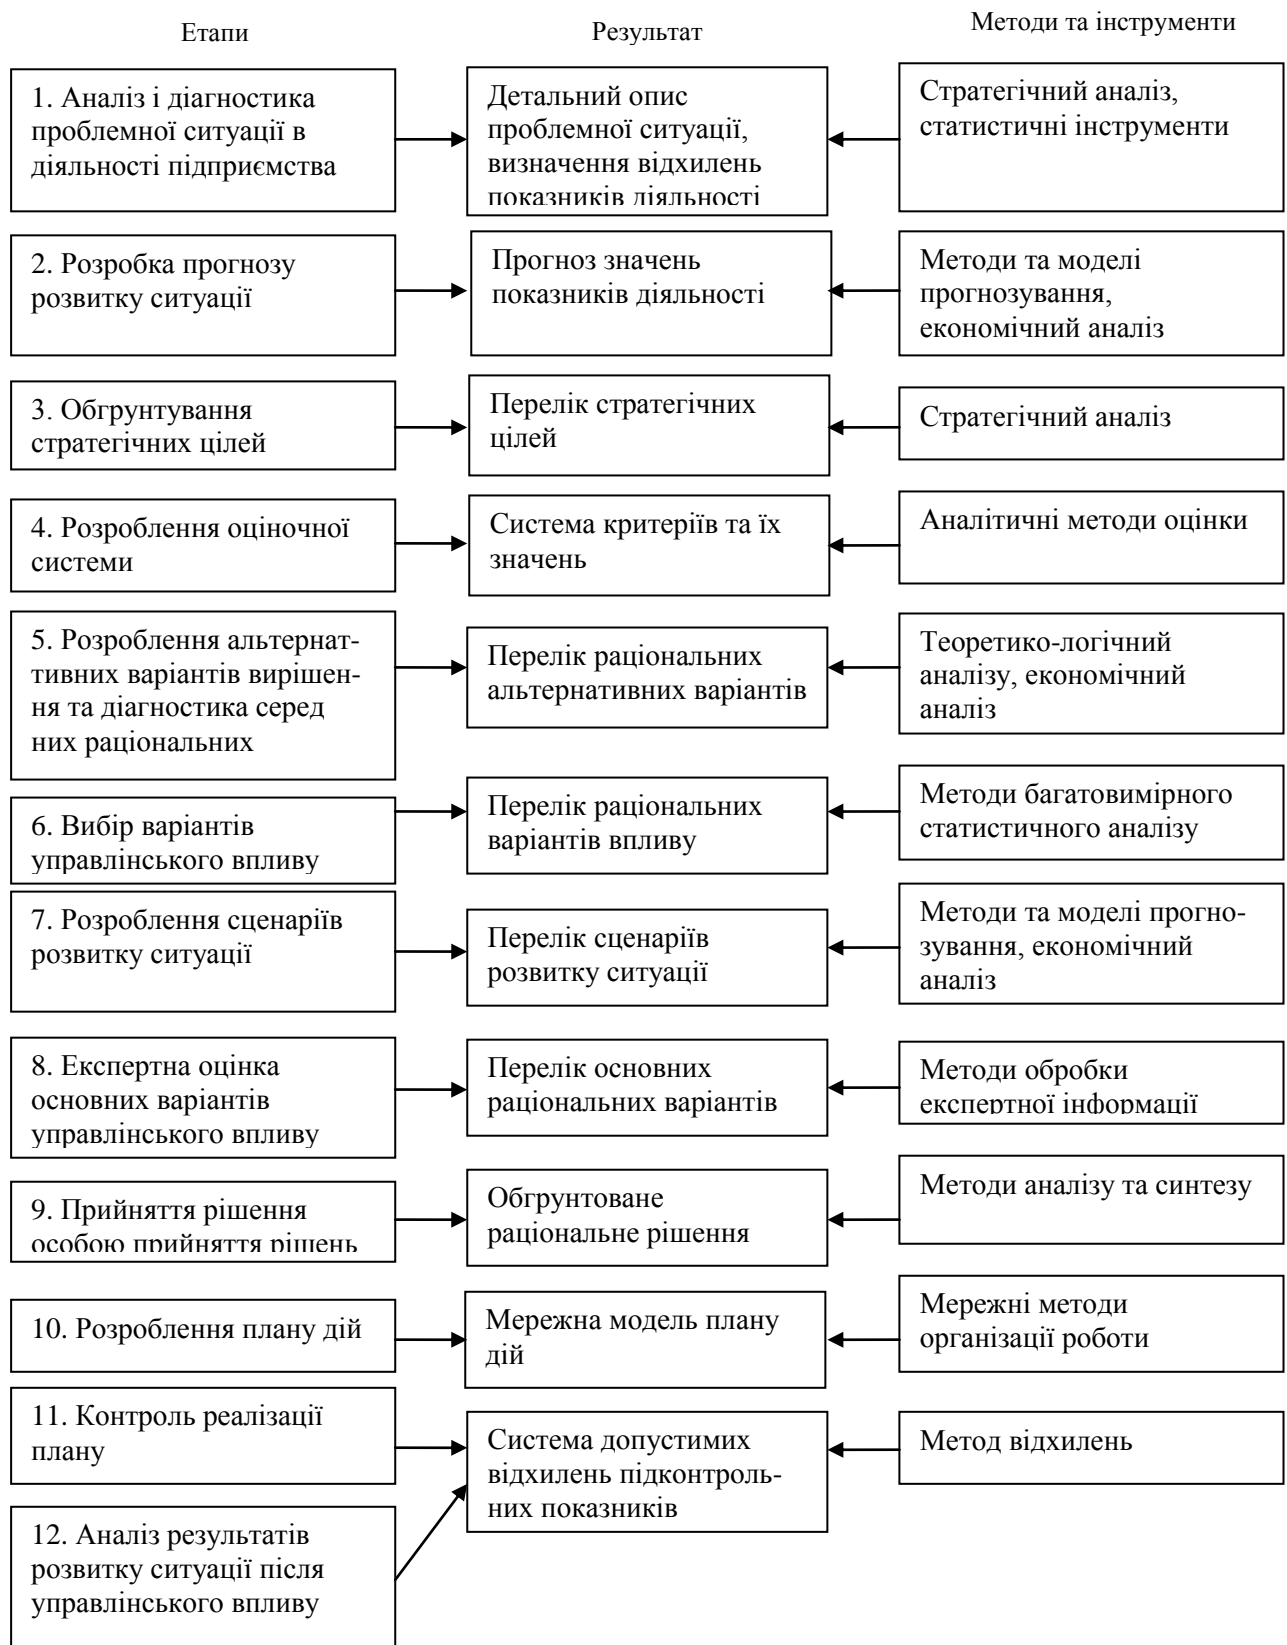 Етапи
Результат
Методи та інструменти
1. Аналіз і діагностика
проблемної ситуації в
діяльності підприємства
Детальний опис
проблемної ситуації,
визначення відхилень
показників діяльності
Стратегічний аналіз,
статистичні інструменти
2. Розробка прогнозу
розвитку ситуації
Прогноз значень
показників діяльності
Методи та моделі
прогнозування,
економічний аналіз
3. Обгрунтування
стратегічних цілей
Перелік стратегічних
цілей
Стратегічний аналіз
4. Розроблення оціночної
системи
Система критеріїв та їх
значень
Аналітичні методи оцінки
5. Розроблення альтернат-
тивних варіантів вирішен-
ня та діагностика серед
них раціональних
Перелік раціональних
альтернативних варіантів
Теоретико-логічний
аналізу, економічний
аналіз
6. Вибір варіантів
управлінського впливу
Перелік раціональних
варіантів впливу
Методи багатовимірного
статистичного аналізу
7. Розроблення сценаріїв
розвитку ситуації
Перелік сценаріїв
розвитку ситуації
Методи та моделі прогно-
зування, економічний
аналіз
8. Експертна оцінка
основних варіантів
управлінського впливу
Перелік основних
раціональних варіантів
Методи обробки
експертної інформації
9. Прийняття рішення
особою прийняття рішень
Обгрунтоване
раціональне рішення
Методи аналізу та синтезу
10. Розроблення плану дій
Мережна модель плану
дій
Мережні методи
організації роботи
11. Контроль реалізації
плану
Система допустимих
відхилень підконтроль-
них показників
Метод відхилень
12. Аналіз результатів
розвитку ситуації після
управлінського впливу